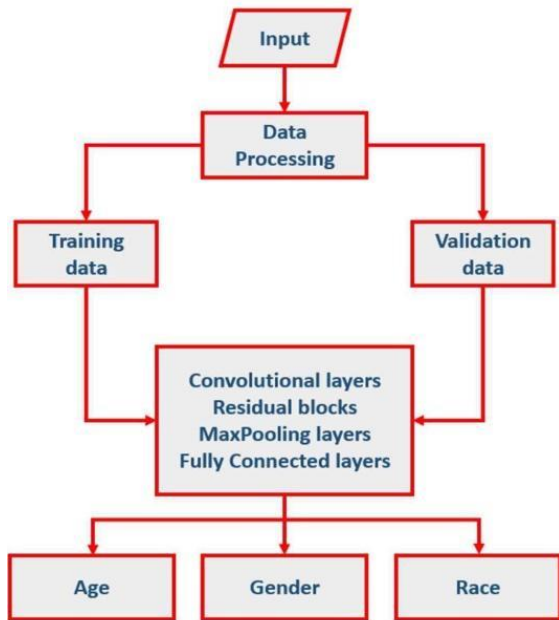 Input
Data
Processing
Training
data
Validation
data
Convolutional layers
Residual blocks
MaxPooling layers
Fully Connected layers
Age
Gender
Race